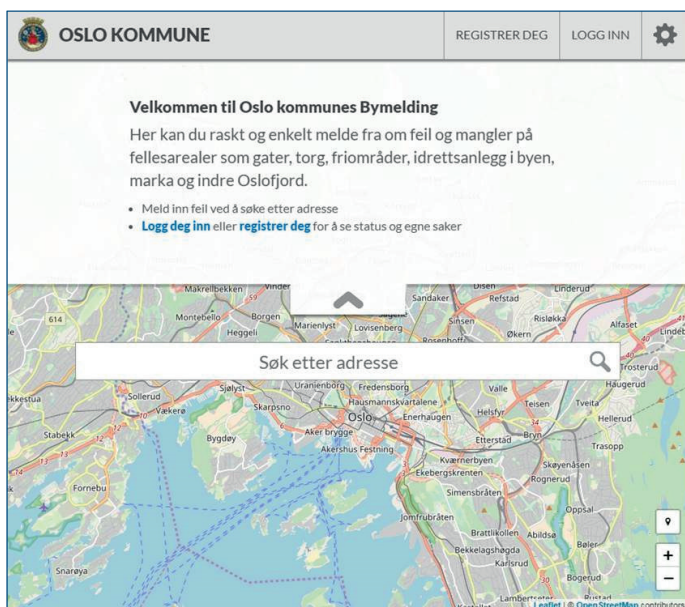 OSLO KOMMUNE
REGISTRER DEG
LOGG INN
Velkommen til Oslo kommunes Bymelding
Her kan du raskt og enkelt melde fra om feil og mangler på
fellesarealer som gater, torg, friområder, idrettsanlegg i byen,
marka og indre Oslofjord.
• Meld inn feil ved å søke etter adresse
• Logg deg inn eller registrer deg for å se status og egne saker
Makrellbekken
Sandaker
Refstad
Linderud
614
Montebello
Borgen
Heggeli
Marienlyst
Lovisenberg
Sinsen
Risløkka
Økern
Alfaset
Søk etter adresse
Trosterud
Haugerud
Sollerud
Sjølyst
Uranienborg
Fredensborg
Valle
Vækerø
Skarpsno
Hausmannskvartalene
Teisen
Tveita
Oslo
Enerhaugen
Helsfyr
Hellerud
Stabekk
Bygdøy
Aker brygge
Etterstad
Bryn
Trasopp
Akershus Festning
Kværnerbyen
Skøyenåsen
Ekebergskrenten
Rognerud
Fornebu
Simensbråten
Oppsal
Jomfrubråten
Brattlikollen
Abildsø
Bøler
Bekkelagshøgda
Karlsrud
Snarøya
Bogerud
Lambertseter
Rustad
+
−
Leaflet | © OpenStreetMap contributors